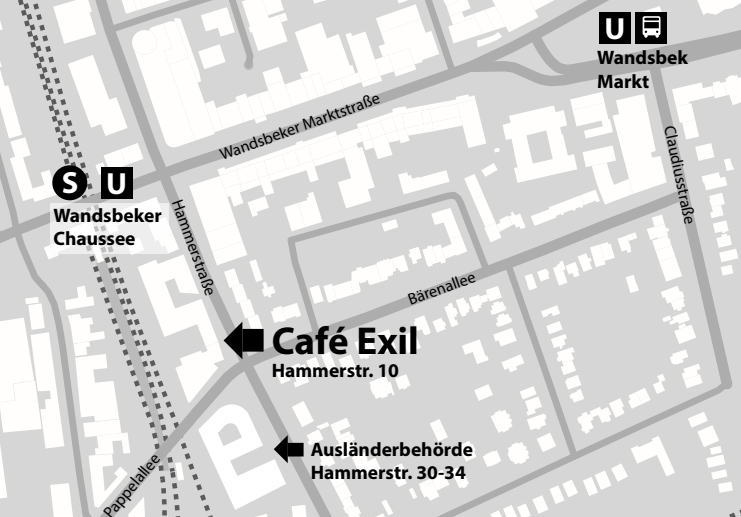 U
Wandsbek
Markt
Wandsbeker Marktstraße
Claudiusstraße
S U
Wandsbeker
Chaussee
Hammerstraße
Bärenallee
Café Exil
Hammerstr. 10
Ausländerbehörde
Hammerstr. 30-34
Pappelallee